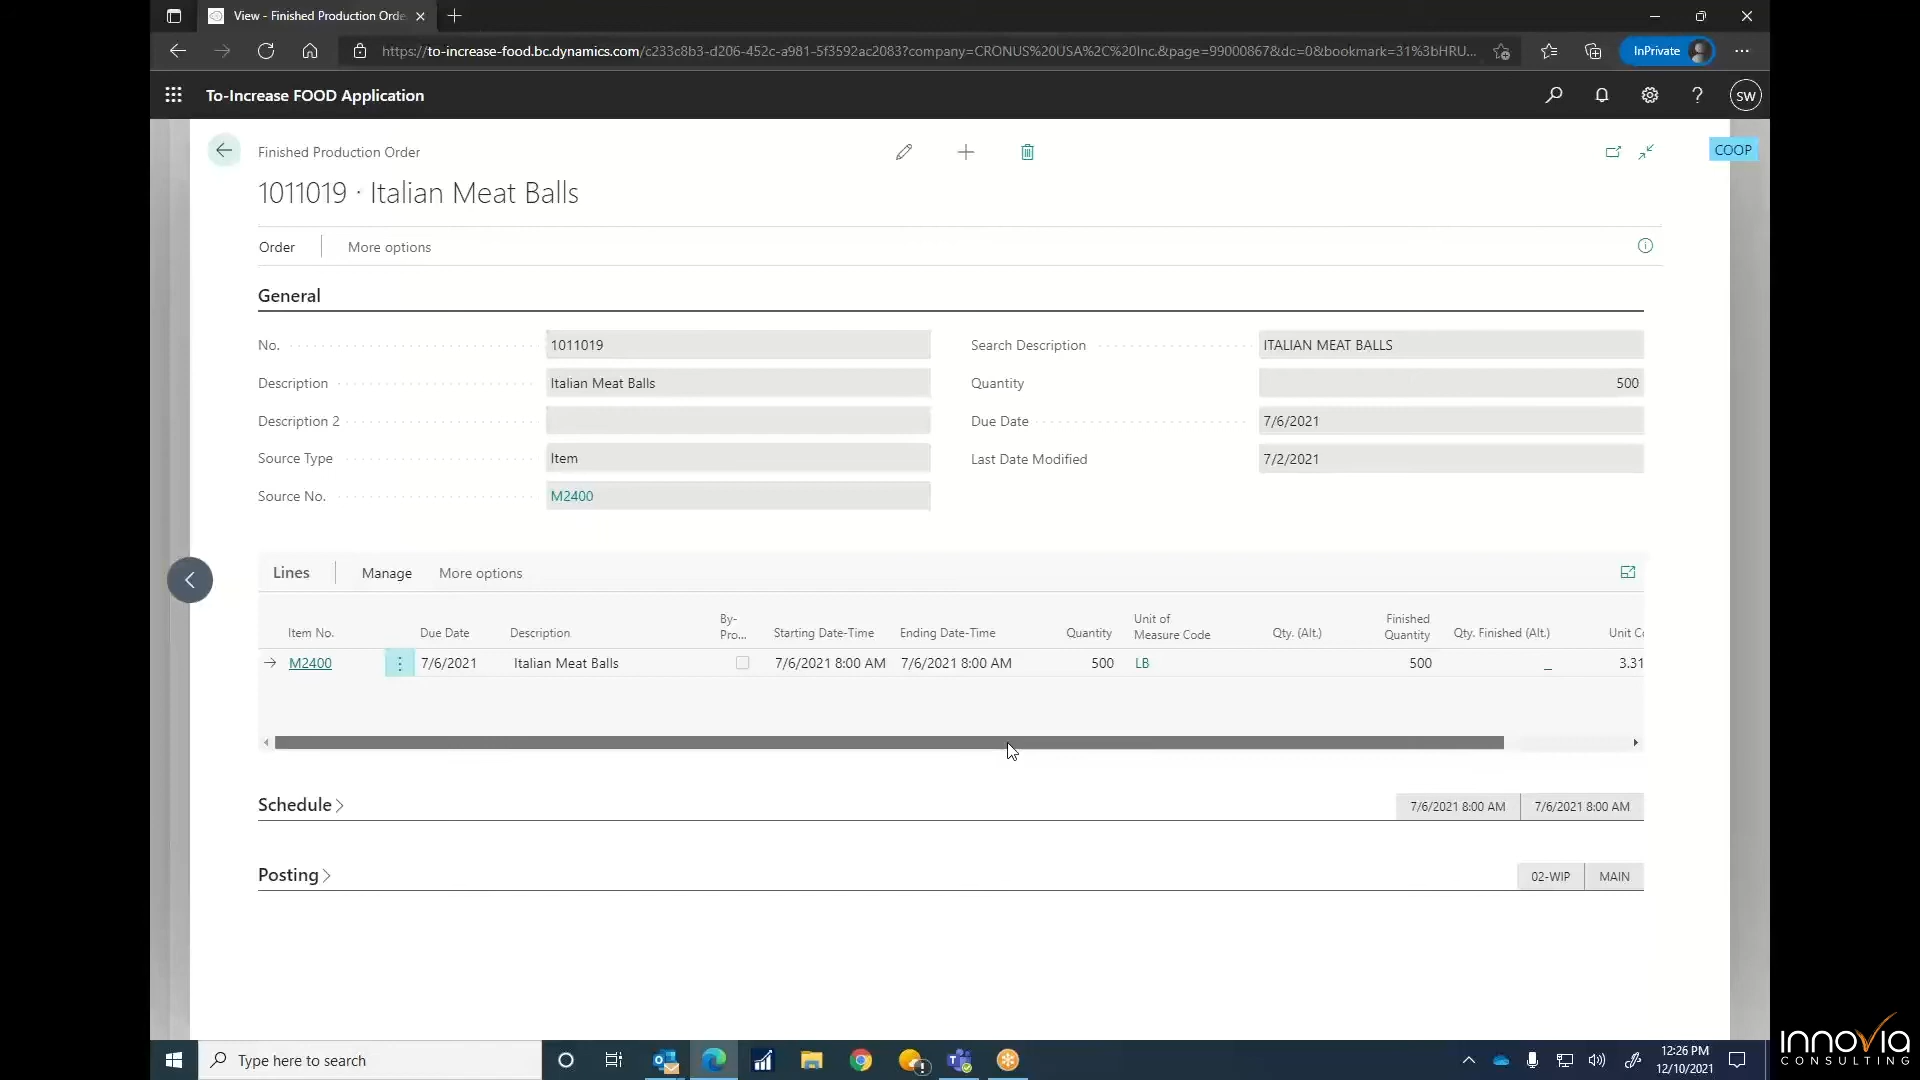 View - Finished Production Orde
https://to-increase-food.bc.dynamics.com/c233c8b3-d206-452c-a981-5f3592ac2083?company=CRONUS%20USA%2C%20Inc.&page=99000867&dc=0&bookmark=31%3bHRU...
InPrivate
To-Increase FOOD Application
SW
Finished Production Order
COOP
1011019 · Italian Meat Balls
Order
More options
General
No.
1011019
Search Description
ITALIAN MEAT BALLS
Description
Italian Meat Balls
Quantity
500
Description 2
Due Date
7/6/2021
Source Type
Item
Last Date Modified
7/2/2021
Source No.
M2400
Lines
Manage
More options
Item No.
Due Date
Description
By-
Pro...
Starting Date-Time
Ending Date-Time
Quantity
Unit of
Measure Code
Qty. (Alt.)
Finished
Quantity
Qty. Finished (Alt.)
Unit Co
M2400
7/6/2021
Italian Meat Balls
7/6/2021 8:00 AM
7/6/2021 8:00 AM
500
LB
500
_
3.31
Schedule
7/6/2021 8:00 AM
7/6/2021 8:00 AM
Posting
02-WIP
MAIN
Type here to search
12:26 PM
12/10/2021
innovia
CONSULTING